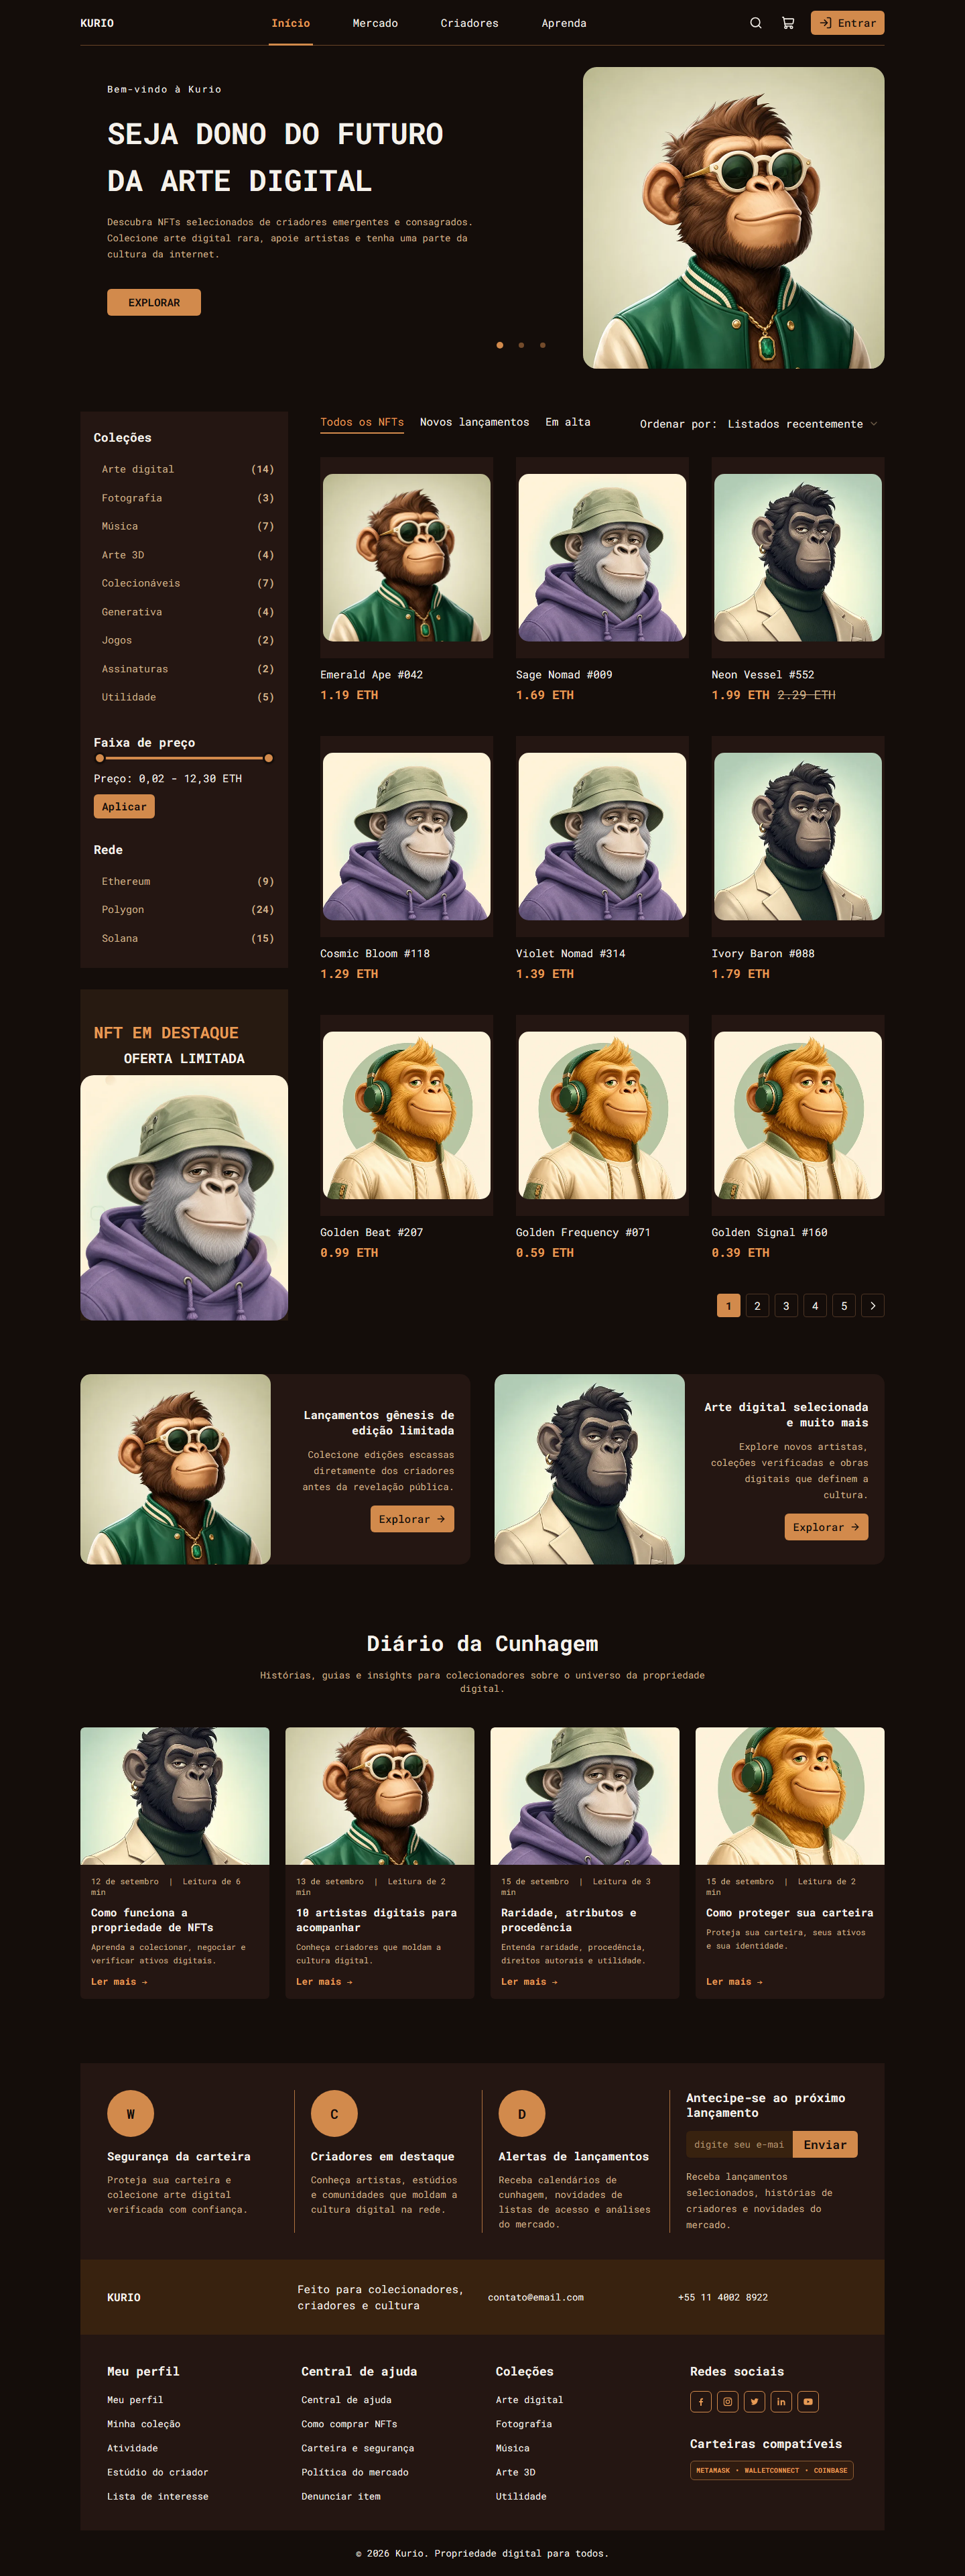 KURIO
Início
Mercado
Criadores
Aprenda
Entrar
Bem-vindo à Kurio
SEJA DONO DO FUTURO
DA ARTE DIGITAL
Descubra NFTs selecionados de criadores emergentes e consagrados.
Colecione arte digital rara, apoie artistas e tenha uma parte da
cultura da internet.
EXPLORAR
Coleções
Arte digital (14)
Fotografia (3)
Música (7)
Arte 3D (4)
Colecionáveis (7)
Generativa (4)
Jogos (2)
Assinaturas (2)
Utilidade (5)
Faixa de preço
Preço: 0,02 - 12,30 ETH
Aplicar
Rede
Ethereum (9)
Polygon (24)
Solana (15)
NFT EM DESTAQUE
OFERTA LIMITADA
Todos os NFTs
Novos lançamentos
Em alta
Ordenar por: Listados recentemente
Emerald Ape #042
1.19 ETH
Sage Nomad #009
1.69 ETH
Neon Vessel #552
1.99 ETH 2.29 ETH
Cosmic Bloom #118
1.29 ETH
Violet Nomad #314
1.39 ETH
Ivory Baron #088
1.79 ETH
Golden Beat #207
0.99 ETH
Golden Frequency #071
0.59 ETH
Golden Signal #160
0.39 ETH
1 2 3 4 5
Lançamentos gênesis de
edição limitada
Colecione edições escassas
diretamente dos criadores
antes da revelação pública.
Explorar →
Arte digital selecionada
e muito mais
Explore novos artistas,
coleções verificadas e obras
digitais que definem a
cultura.
Explorar →
Diário da Cunhagem
Histórias, guias e insights para colecionadores sobre o universo da propriedade
digital.
12 de setembro | Leitura de 6
min
Como funciona a
propriedade de NFTs
Aprenda a colecionar, negociar e
verificar ativos digitais.
Ler mais →
13 de setembro | Leitura de 2
min
10 artistas digitais para
acompanhar
Conheça criadores que moldam a
cultura digital.
Ler mais →
15 de setembro | Leitura de 3
min
Raridade, atributos e
procedência
Entenda raridade, procedência,
direitos autorais e utilidade.
Ler mais →
15 de setembro | Leitura de 2
min
Como proteger sua carteira
Proteja sua carteira, seus ativos
e sua identidade.
Ler mais →
W
Segurança da carteira
Proteja sua carteira e
colecione arte digital
verificada com confiança.
C
Criadores em destaque
Conheça artistas, estúdios
e comunidades que moldam a
cultura digital na rede.
D
Alertas de lançamentos
Receba calendários de
cunhagem, novidades de
listas de acesso e análises
do mercado.
Antecipe-se ao próximo
lançamento
digite seu e-mai
Enviar
Receba lançamentos
selecionados, histórias de
criadores e novidades do
mercado.
KURIO
Feito para colecionadores,
criadores e cultura
contato@email.com
+55 11 4002 8922
Meu perfil
Meu perfil
Minha coleção
Atividade
Estúdio do criador
Lista de interesse
Central de ajuda
Central de ajuda
Como comprar NFTs
Carteira e segurança
Política do mercado
Denunciar item
Coleções
Arte digital
Fotografia
Música
Arte 3D
Utilidade
Redes sociais
Carteiras compatíveis
METAMASK • WALLETCONNECT • COINBASE
© 2026 Kurio. Propriedade digital para todos.